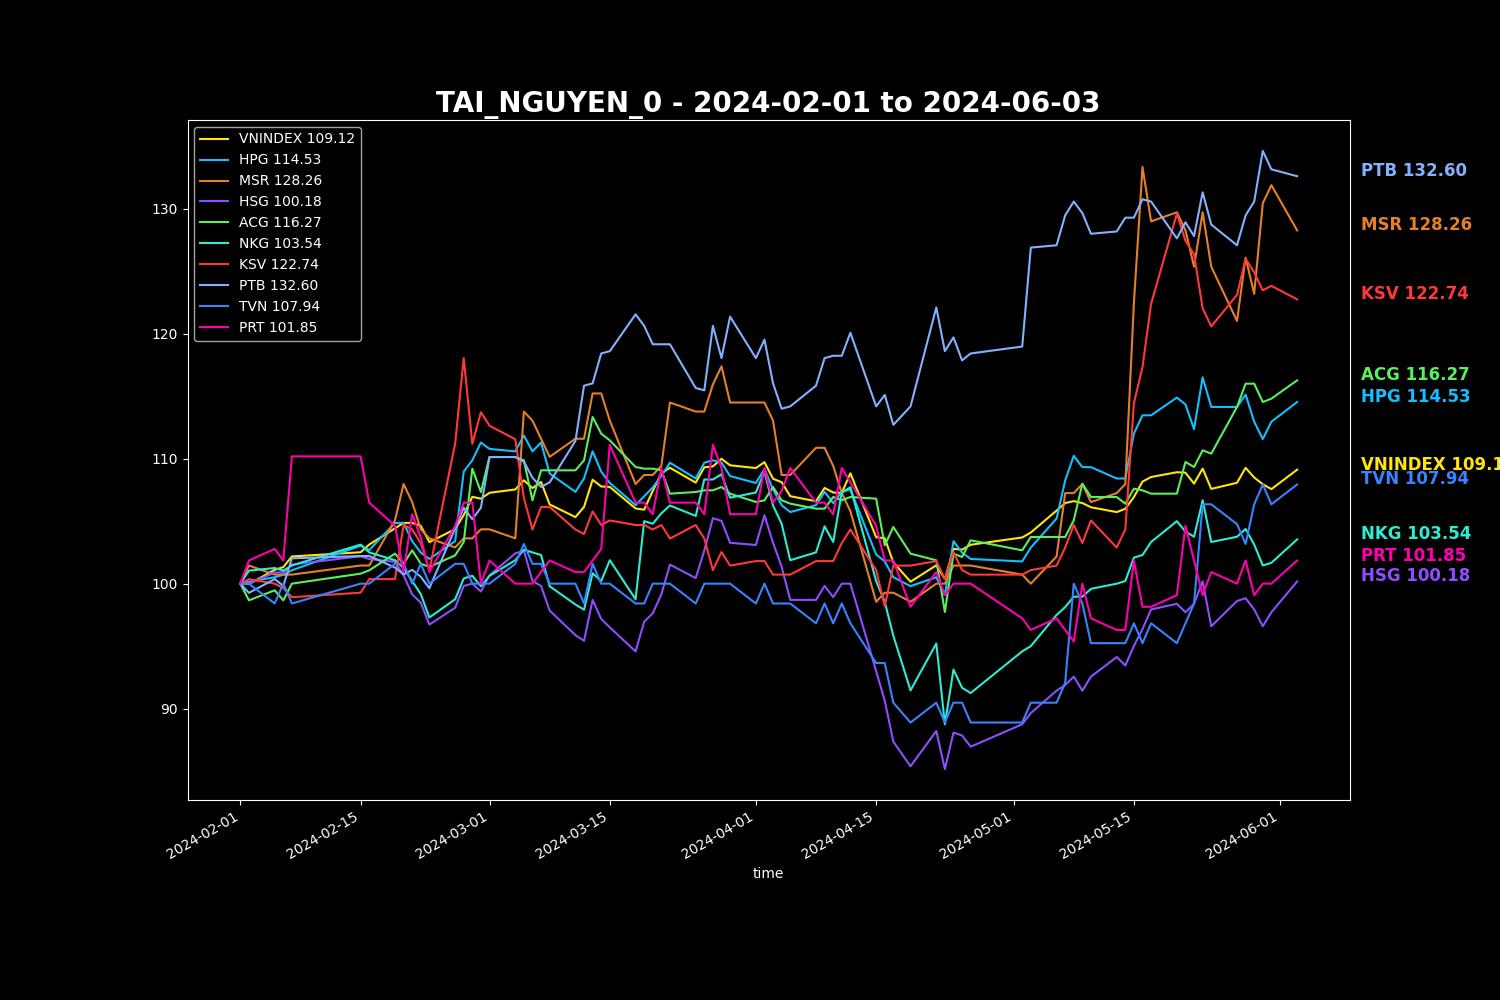 TAI_NGUYEN_0 - 2024-02-01 to 2024-06-03
VNINDEX 109.12
HPG 114.53
MSR 128.26
HSG 100.18
ACG 116.27
NKG 103.54
KSV 122.74
PTB 132.60
TVN 107.94
PRT 101.85
130
120
110
100
90
PTB 132.60
MSR 128.26
KSV 122.74
ACG 116.27
HPG 114.53
VNINDEX 109.1
TVN 107.94
NKG 103.54
PRT 101.85
HSG 100.18
2024-02-01
2024-02-15
2024-03-01
2024-03-15
2024-04-01
2024-04-15
2024-05-01
2024-05-15
2024-06-01
time